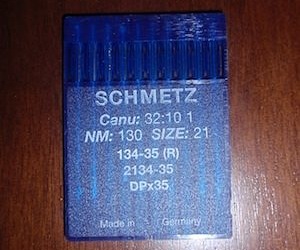 SCHMETZ
Canu: 32:10 1
NM: 130 SIZE: 21
134-35 (R)
2134-35
DPx35
Made in Germany